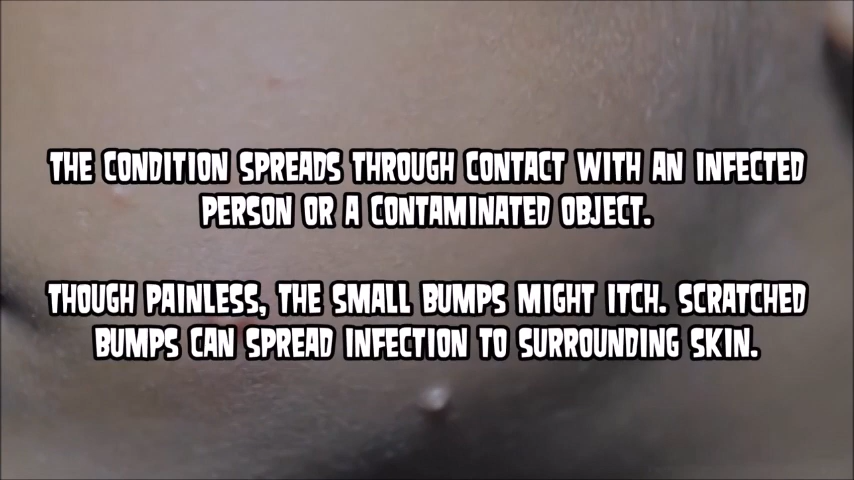 THE CONDITION SPREADS THROUGH CONTACT WITH AN INFECTED
PERSON OR A CONTAMINATED OBJECT.
THOUGH PAINLESS, THE SMALL BUMPS MIGHT ITCH. SCRATCHED
BUMPS CAN SPREAD INFECTION TO SURROUNDING SKIN.